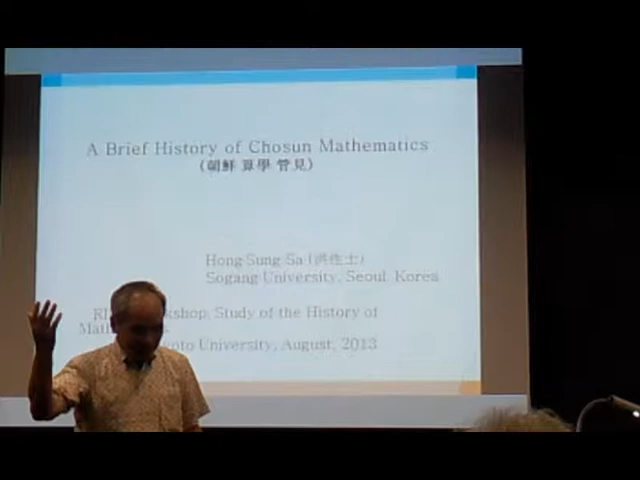 A Brief History of Chosun Mathematics
(朝鮮 算學 管見)
Hong Sung Sa (洪性士)
Sogang University, Seoul, Korea
Workshop, Study of the History of
University, August, 2013